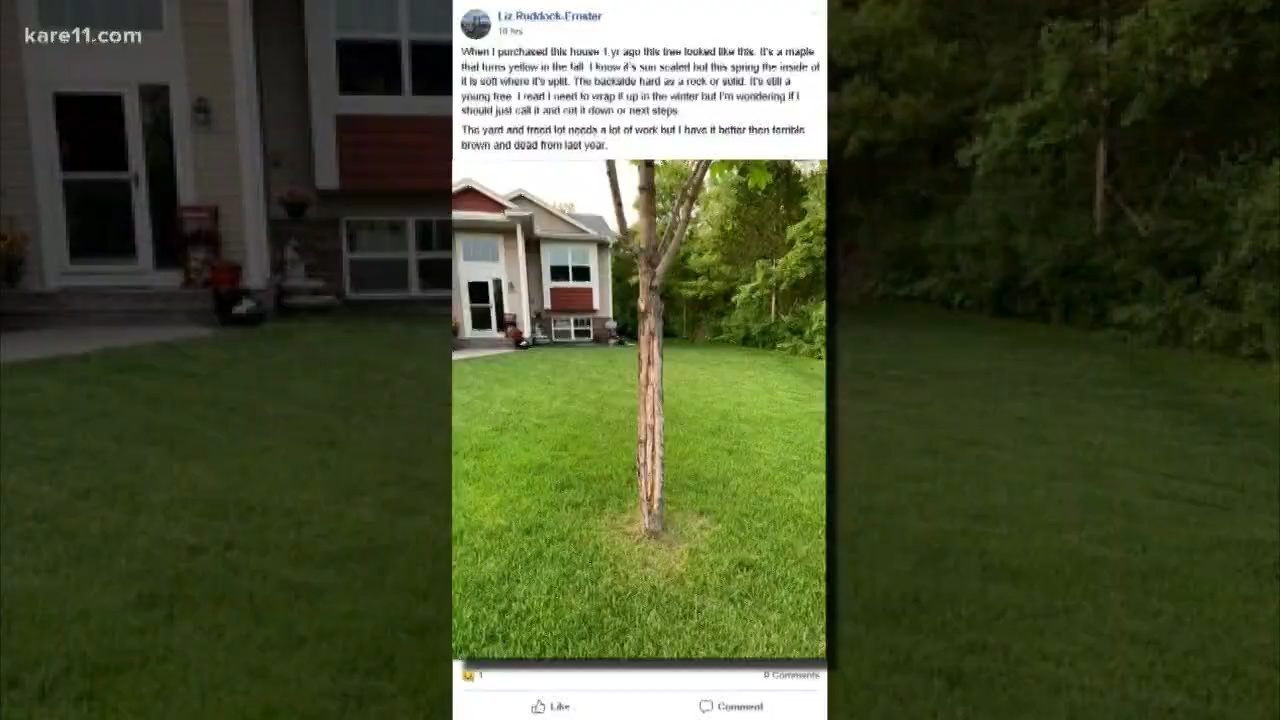 kare11.com
Liz Ruddock-Ernster
10 hrs
When I purchased this house 1 yr ago this tree looked like this. It's a maple
that turns yellow in the fall. I know it's sun scaled but this spring the inside of
it is soft where it's split. The backside hard as a rock or solid. It's still a
young tree. I read I need to wrap it up in the winter but I'm wondering if I
should just call it and cut it down or next steps.
The yard and treed lot needs a lot of work but I have it better then terrible
brown and dead from last year.
1
9 Comments
Like
Comment